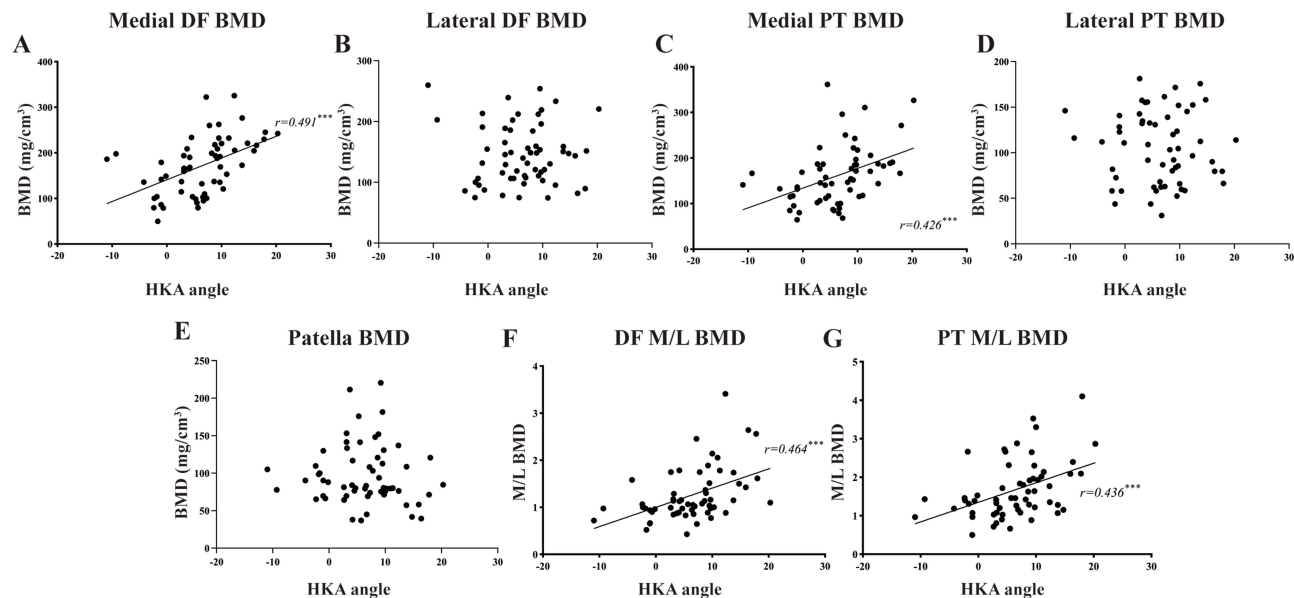 Medial DF BMD
A
BMD (mg/cm³)
400
300
200
100
0
-20
-10
0
10
20
30
r=0.491***
HKA angle
Lateral DF BMD
B
BMD (mg/cm³)
300
200
100
0
-20
-10
0
10
20
30
HKA angle
Medial PT BMD
C
BMD (mg/cm³)
400
300
200
100
0
-20
-10
0
10
20
30
r=0.426***
HKA angle
Lateral PT BMD
D
BMD (mg/cm³)
200
150
100
50
0
-20
-10
0
10
20
30
HKA angle
E
Patella BMD
BMD (mg/cm³)
250
200
150
100
50
0
-20
-10
0
10
20
30
HKA angle
F
DF M/L BMD
M/L BMD
4
3
2
1
0
-20
-10
0
10
20
30
r=0.464***
HKA angle
G
PT M/L BMD
M/L BMD
5
4
3
2
1
0
-20
-10
0
10
20
30
r=0.436***
HKA angle